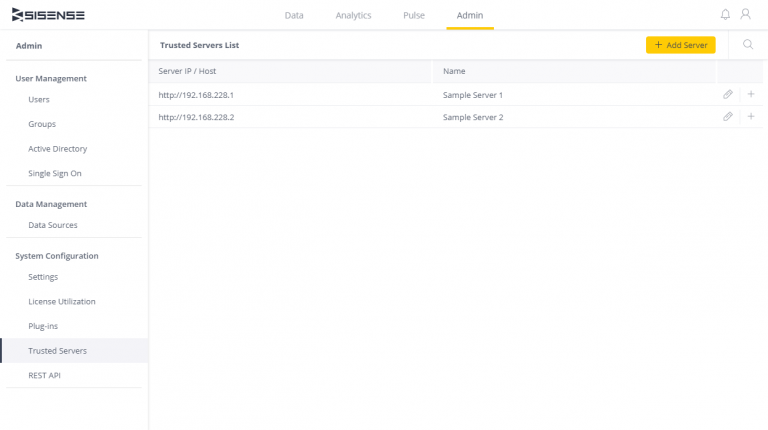 SISENSE
Data Analytics Pulse Admin
Admin
Trusted Servers List
+ Add Server
User Management
Server IP / Host Name
Users
http://192.168.228.1 Sample Server 1
http://192.168.228.2 Sample Server 2
Groups
Active Directory
Single Sign On
Data Management
Data Sources
System Configuration
Settings
License Utilization
Plug-ins
Trusted Servers
REST API